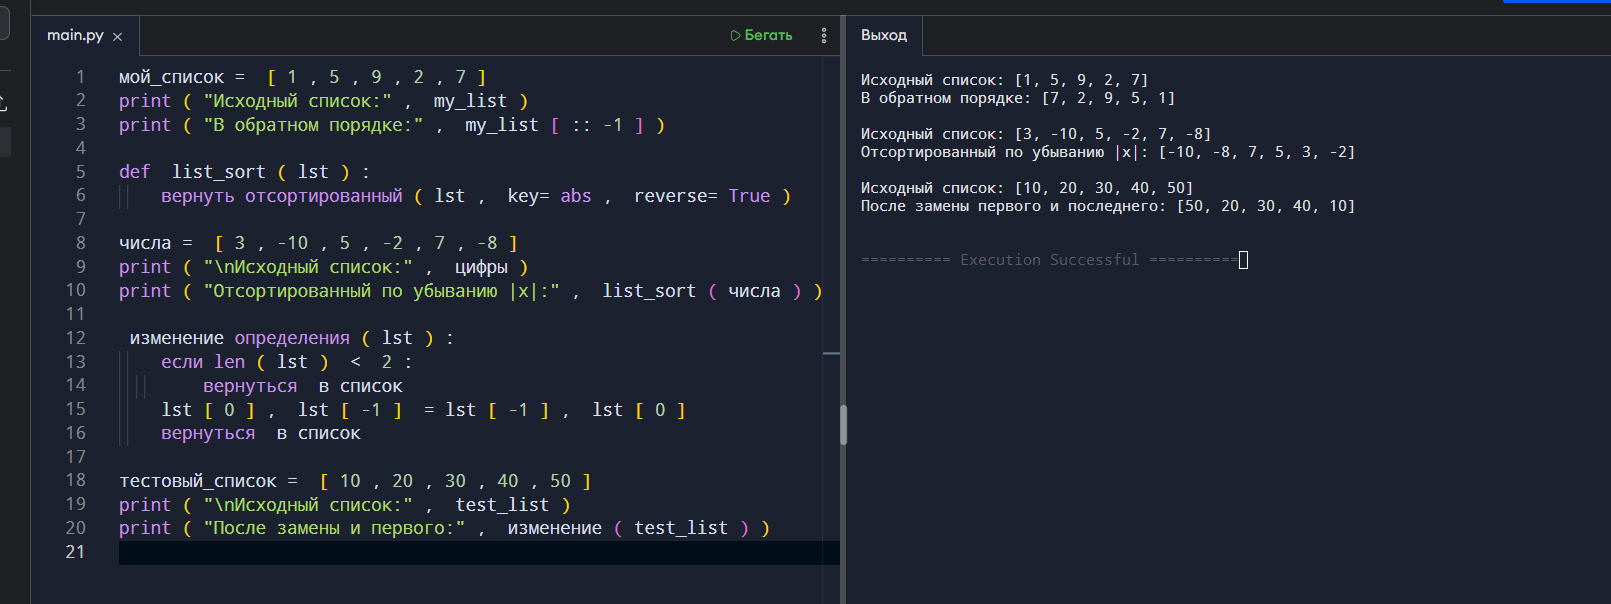 main.py ×
Бегать
1 мой_список = [ 1 , 5 , 9 , 2 , 7 ]
2 print ( "Исходный список:" , my_list )
3 print ( "В обратном порядке:" , my_list [ :: -1 ] )
4
5 def list_sort ( lst ) :
6 вернуть отсортированный ( lst , key= abs , reverse= True )
7
8 числа = [ 3 , -10 , 5 , -2 , 7 , -8 ]
9 print ( "\nИсходный список:" , цифры )
10 print ( "Отсортированный по убыванию |x|:" , list_sort ( числа ) )
11
12 изменение определения ( lst ) :
13 если len ( lst ) < 2 :
14 вернуться в список
15 lst [ 0 ] , lst [ -1 ] = lst [ -1 ] , lst [ 0 ]
16 вернуться в список
17
18 тестовый_список = [ 10 , 20 , 30 , 40 , 50 ]
19 print ( "\nИсходный список:" , test_list )
20 print ( "После замены и первого:" , изменение ( test_list ) )
21
Выход
Исходный список: [1, 5, 9, 2, 7]
В обратном порядке: [7, 2, 9, 5, 1]
Исходный список: [3, -10, 5, -2, 7, -8]
Отсортированный по убыванию |x|: [-10, -8, 7, 5, 3, -2]
Исходный список: [10, 20, 30, 40, 50]
После замены первого и последнего: [50, 20, 30, 40, 10]
========== Execution Successful ==========